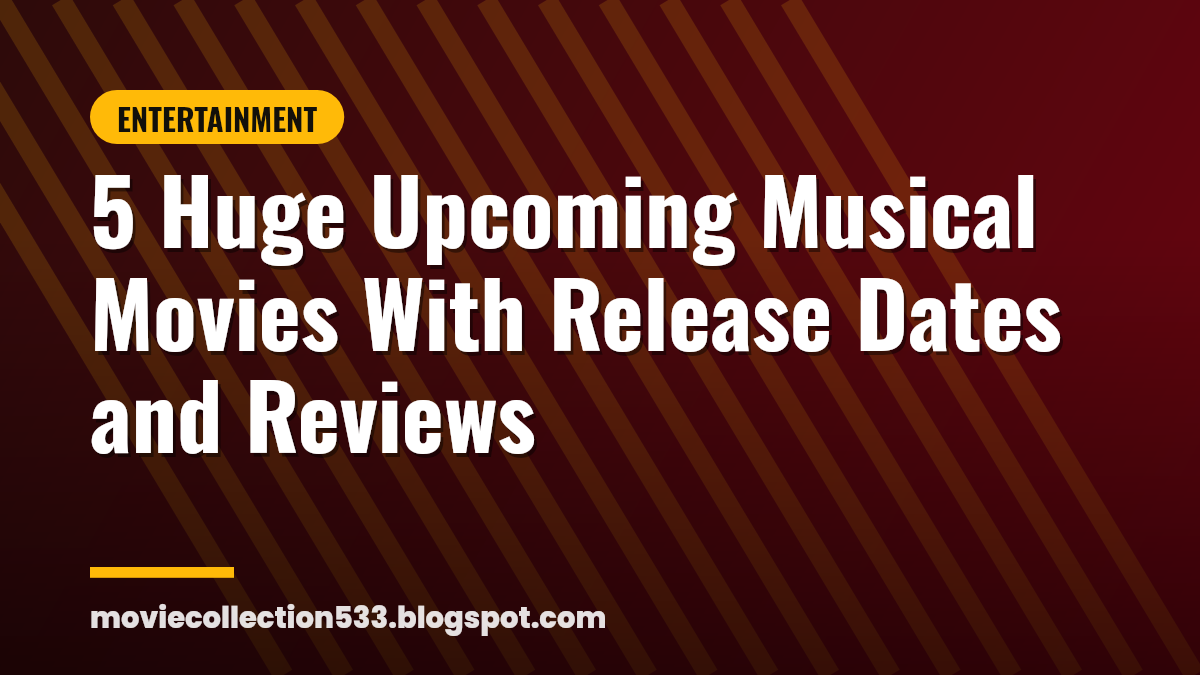 ENTERTAINMENT
5 Huge Upcoming Musical
Movies With Release Dates
and Reviews
moviecollection533.blogspot.com